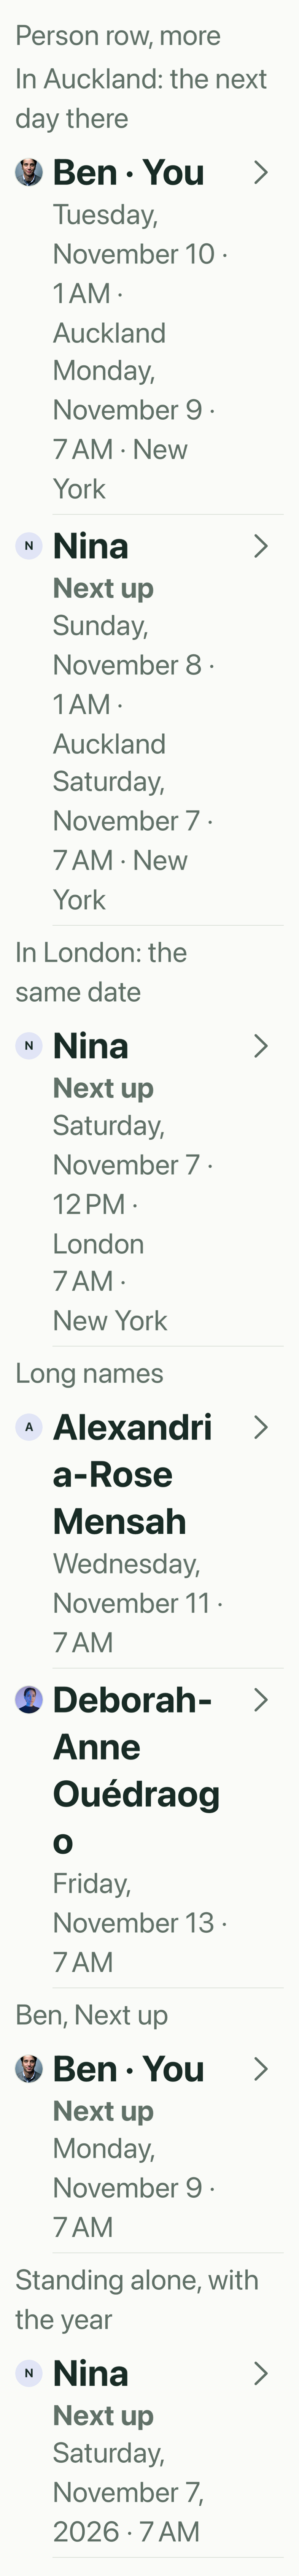 Person row, more
In Auckland: the next
day there
Ben · You
Tuesday,
November 10 ·
1 AM ·
Auckland
Monday,
November 9 ·
7 AM · New
York
N
Nina
Next up
Sunday,
November 8 ·
1 AM ·
Auckland
Saturday,
November 7 ·
7 AM · New
York
In London: the
same date
N
Nina
Next up
Saturday,
November 7 ·
12 PM ·
London
7 AM ·
New York
Long names
A
Alexandri
a-Rose
Mensah
Wednesday,
November 11 ·
7 AM
Deborah-
Anne
Ouédraog
o
Friday,
November 13 ·
7 AM
Ben, Next up
Ben · You
Next up
Monday,
November 9 ·
7 AM
Standing alone, with
the year
N
Nina
Next up
Saturday,
November 7,
2026 · 7 AM